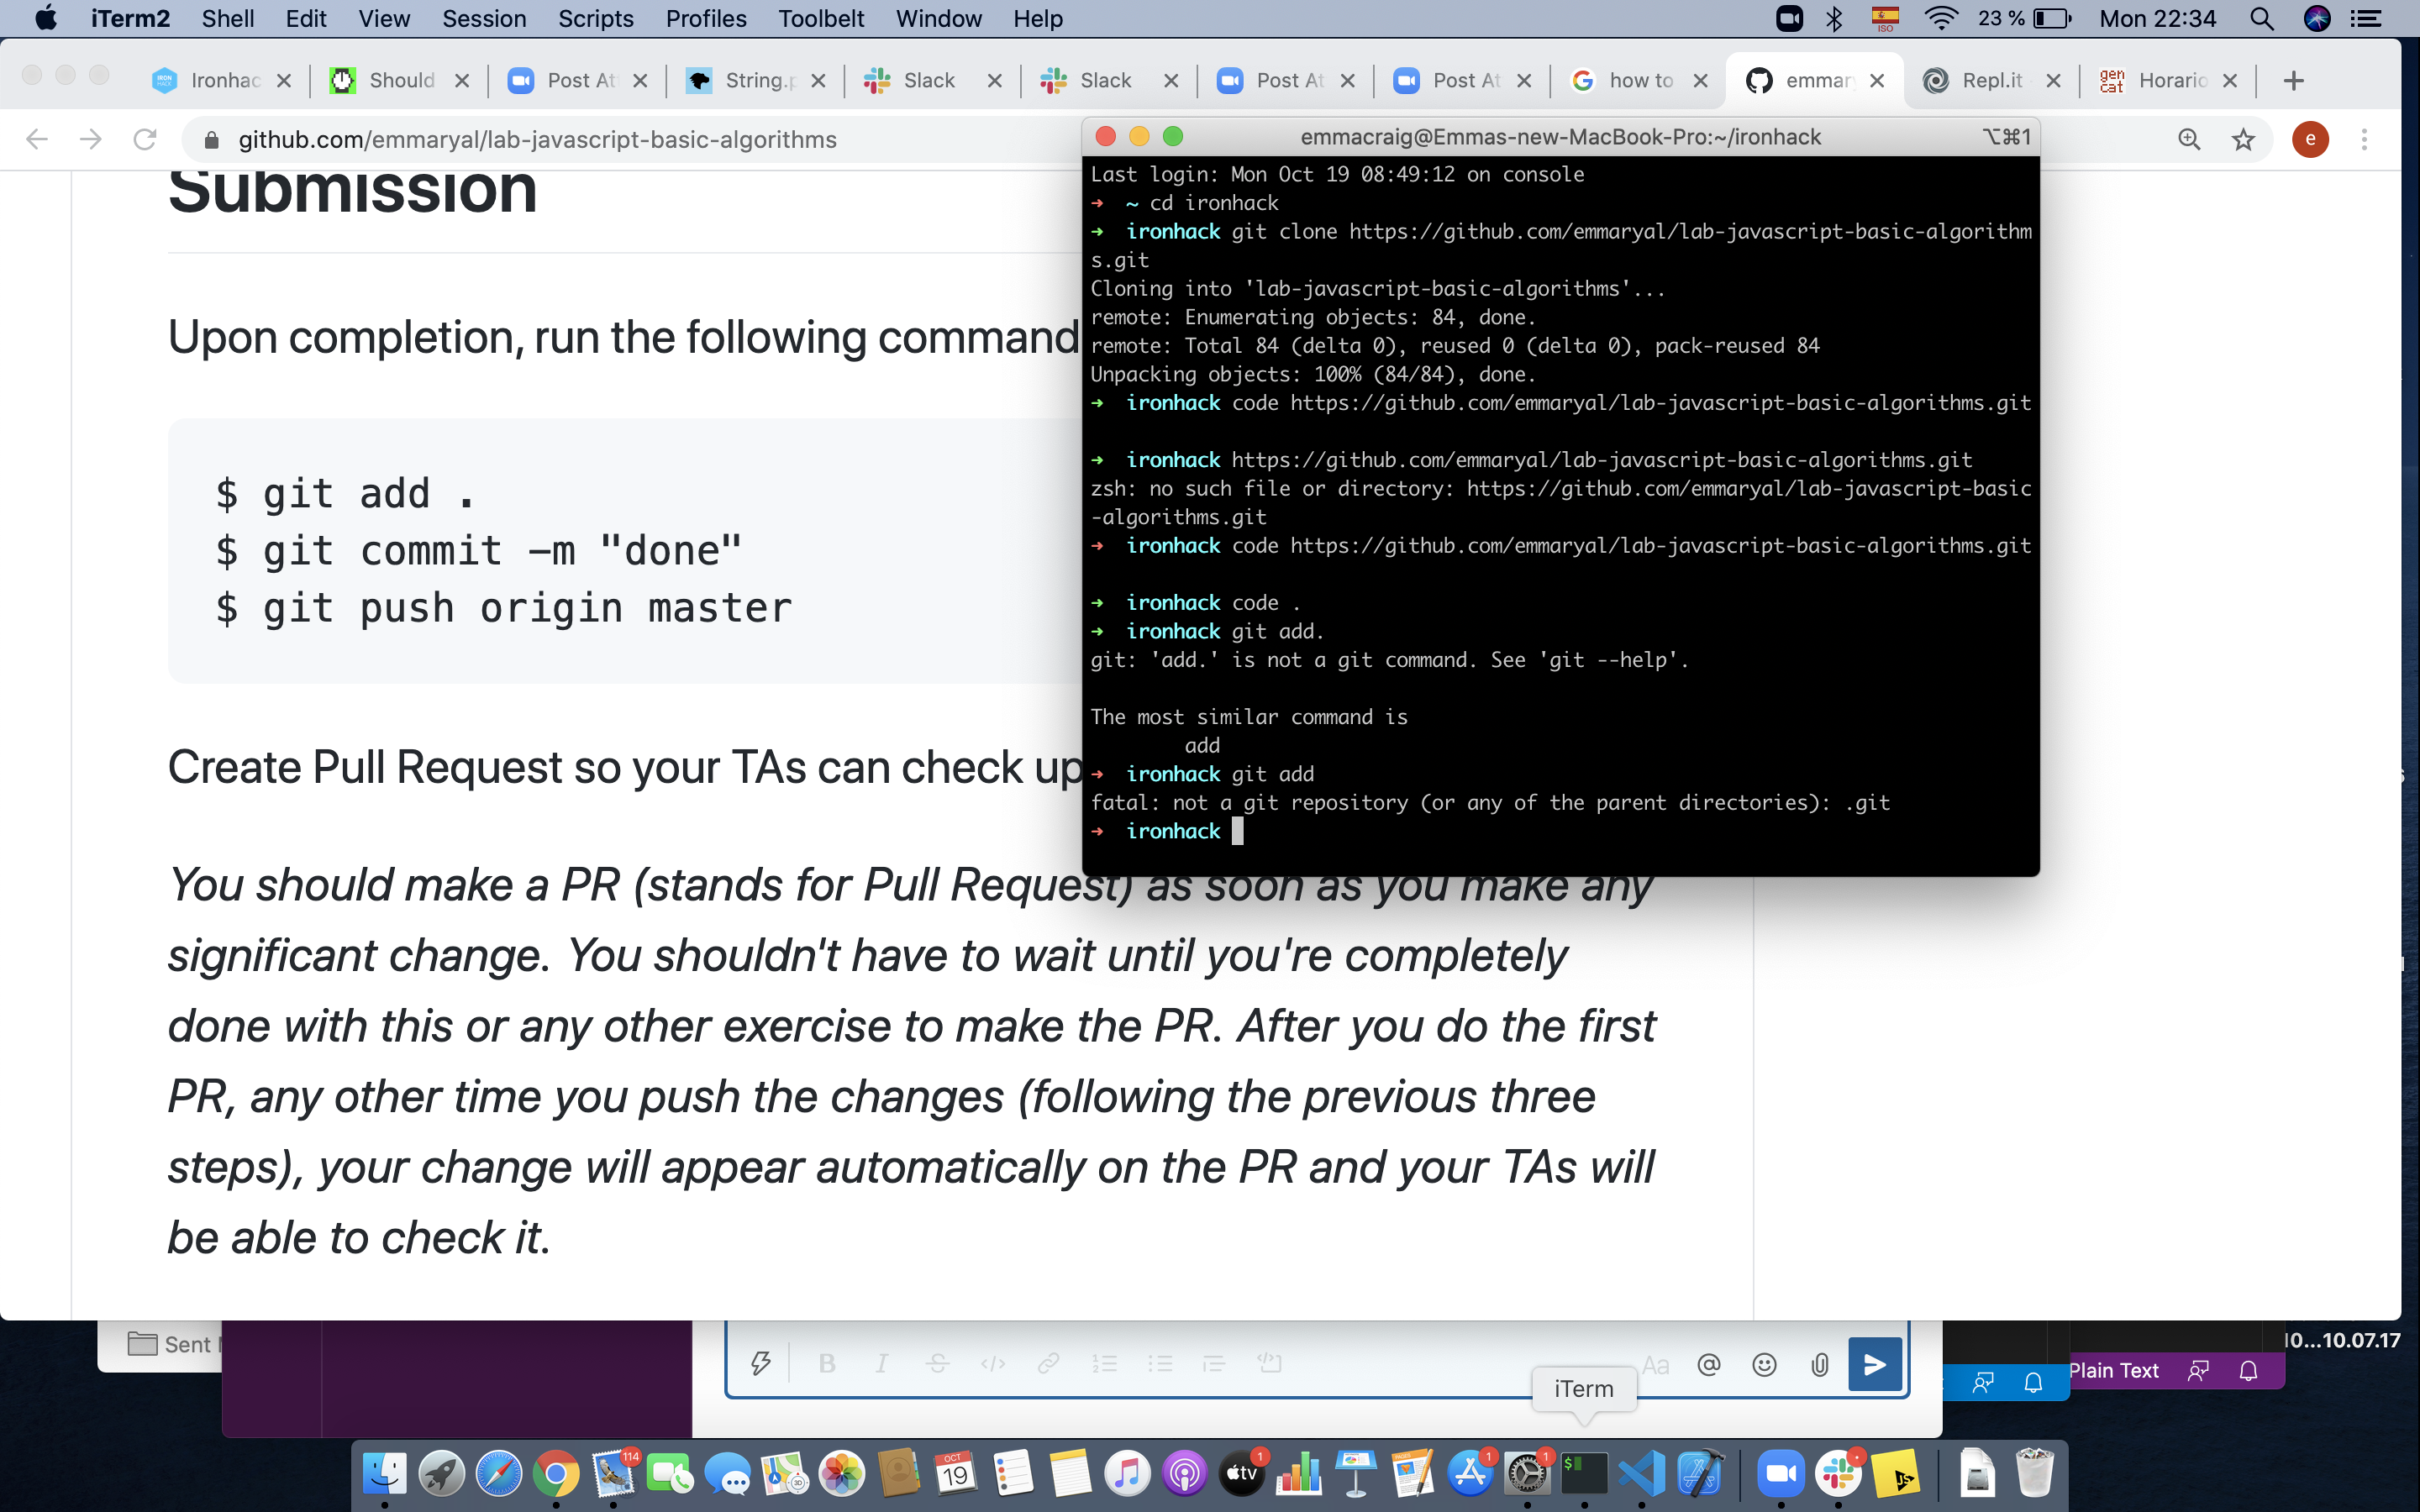 iTerm2 Shell Edit View Session Scripts Profiles Toolbelt Window Help ISO 23 % Mon 22:34
Ironhac Should Post At String.p Slack Slack Post At Post At how to emmar Repl.it Horario
github.com/emmaryal/lab-javascript-basic-algorithms e
Submission
Upon completion, run the following command
$ git add .
$ git commit -m "done"
$ git push origin master
Create Pull Request so your TAs can check up
You should make a PR (stands for Pull Request) as soon as you make any
significant change. You shouldn't have to wait until you're completely
done with this or any other exercise to make the PR. After you do the first
PR, any other time you push the changes (following the previous three
steps), your change will appear automatically on the PR and your TAs will
be able to check it.
emmacraig@Emmas-new-MacBook-Pro:~/ironhack ⌥⌘1
Last login: Mon Oct 19 08:49:12 on console
➜ ~ cd ironhack
➜ ironhack git clone https://github.com/emmaryal/lab-javascript-basic-algorithm
s.git
Cloning into 'lab-javascript-basic-algorithms'...
remote: Enumerating objects: 84, done.
remote: Total 84 (delta 0), reused 0 (delta 0), pack-reused 84
Unpacking objects: 100% (84/84), done.
➜ ironhack code https://github.com/emmaryal/lab-javascript-basic-algorithms.git
➜ ironhack https://github.com/emmaryal/lab-javascript-basic-algorithms.git
zsh: no such file or directory: https://github.com/emmaryal/lab-javascript-basic
-algorithms.git
➜ ironhack code https://github.com/emmaryal/lab-javascript-basic-algorithms.git
➜ ironhack code .
➜ ironhack git add.
git: 'add.' is not a git command. See 'git --help'.
The most similar command is
add
➜ ironhack git add
fatal: not a git repository (or any of the parent directories): .git
➜ ironhack
Sent
10...10.07.17
Plain Text
Aa @
iTerm
114 OCT 19 tv 1 1 1